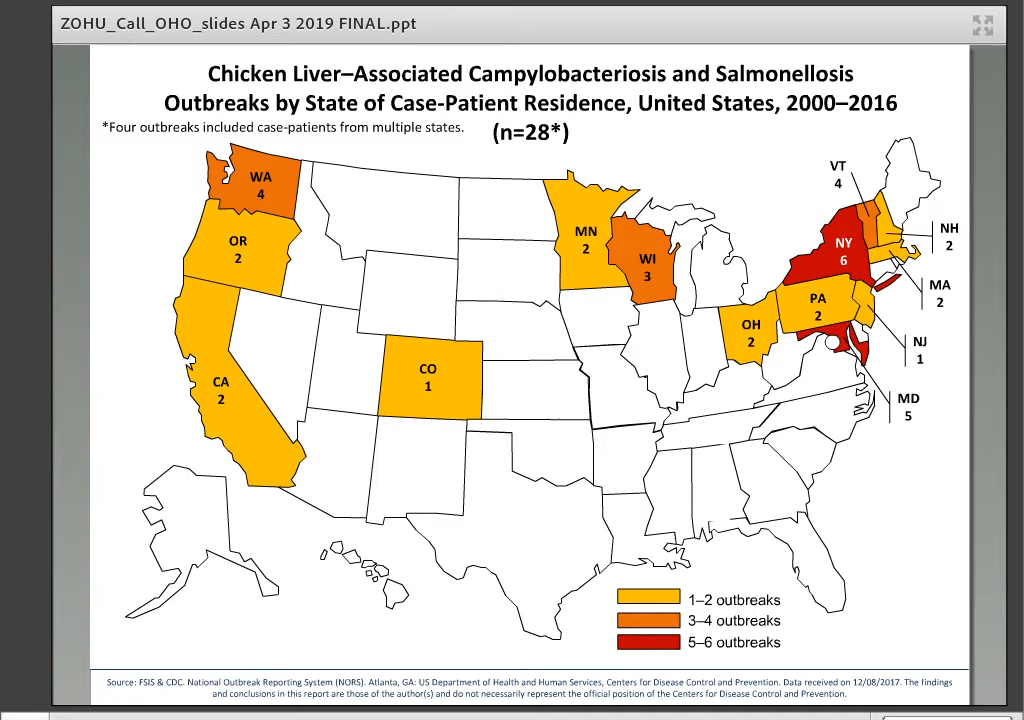 ZOHU_Call_OHO_slides Apr 3 2019 FINAL.ppt
Chicken Liver–Associated Campylobacteriosis and Salmonellosis
Outbreaks by State of Case-Patient Residence, United States, 2000–2016
(n=28*)
*Four outbreaks included case-patients from multiple states.
WA
4
OR
2
CA
2
CO
1
MN
2
WI
3
OH
2
PA
2
NY
6
VT
4
NH
2
MA
2
NJ
1
MD
5
1–2 outbreaks
3–4 outbreaks
5–6 outbreaks
Source: FSIS & CDC. National Outbreak Reporting System (NORS). Atlanta, GA: US Department of Health and Human Services, Centers for Disease Control and Prevention. Data received on 12/08/2017. The findings
and conclusions in this report are those of the author(s) and do not necessarily represent the official position of the Centers for Disease Control and Prevention.